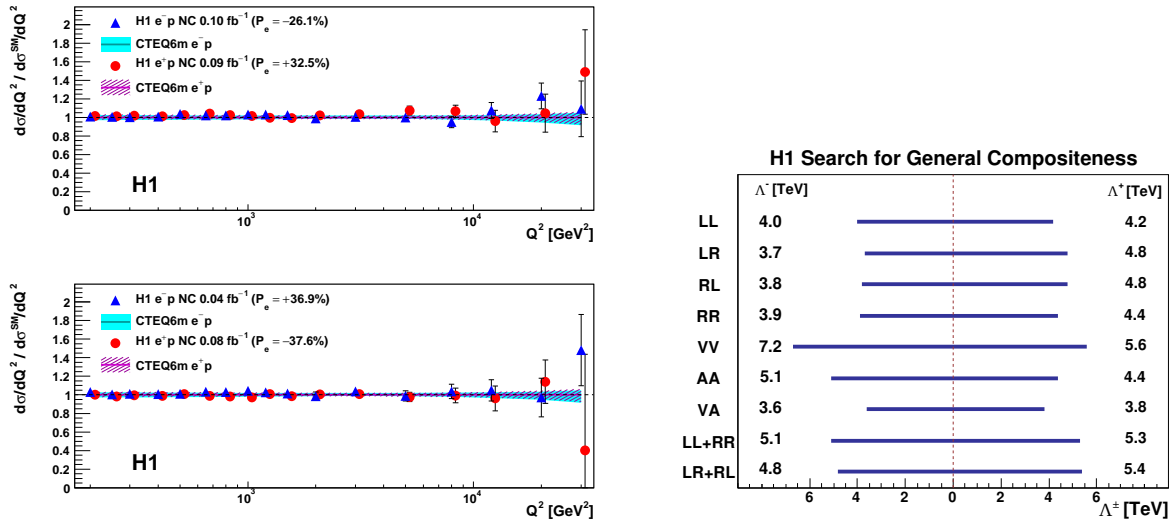 dσ/dQ² / dσ^SM/dQ²
2
1.8
1.6
1.4
1.2
1
0.8
0.6
0.4
0.2
0
H1 e⁻p NC 0.10 fb⁻¹ (P_e = −26.1%)
CTEQ6m e⁻p
H1 e⁺p NC 0.09 fb⁻¹ (P_e = +32.5%)
CTEQ6m e⁺p
H1
10³
10⁴
Q² [GeV²]
dσ/dQ² / dσ^SM/dQ²
2
1.8
1.6
1.4
1.2
1
0.8
0.6
0.4
0.2
0
H1 e⁻p NC 0.04 fb⁻¹ (P_e = +36.9%)
CTEQ6m e⁻p
H1 e⁺p NC 0.08 fb⁻¹ (P_e = −37.6%)
CTEQ6m e⁺p
H1
10³
10⁴
Q² [GeV²]
H1 Search for General Compositeness
Λ⁻ [TeV] Λ⁺ [TeV]
LL 4.0 4.2
LR 3.7 4.8
RL 3.8 4.8
RR 3.9 4.4
VV 7.2 5.6
AA 5.1 4.4
VA 3.6 3.8
LL+RR 5.1 5.3
LR+RL 4.8 5.4
6 4 2 0 2 4 6
Λ^± [TeV]